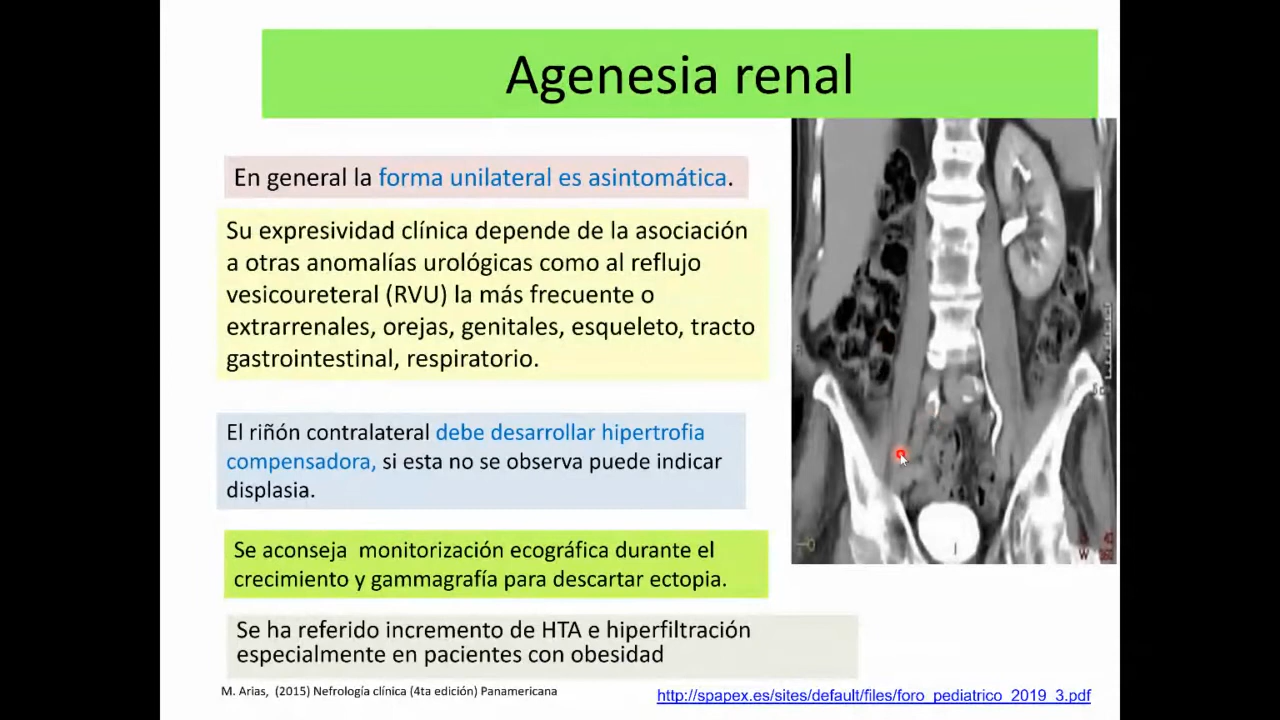 Agenesia renal
En general la forma unilateral es asintomática.
Su expresividad clínica depende de la asociación
a otras anomalías urológicas como al reflujo
vesicoureteral (RVU) la más frecuente o
extrarrenales, orejas, genitales, esqueleto, tracto
gastrointestinal, respiratorio.
El riñón contralateral debe desarrollar hipertrofia
compensadora, si esta no se observa puede indicar
displasia.
Se aconseja monitorización ecográfica durante el
crecimiento y gammagrafía para descartar ectopia.
Se ha referido incremento de HTA e hiperfiltración
especialmente en pacientes con obesidad
M. Arias, (2015) Nefrología clínica (4ta edición) Panamericana
http://spapex.es/sites/default/files/foro_pediatrico_2019_3.pdf